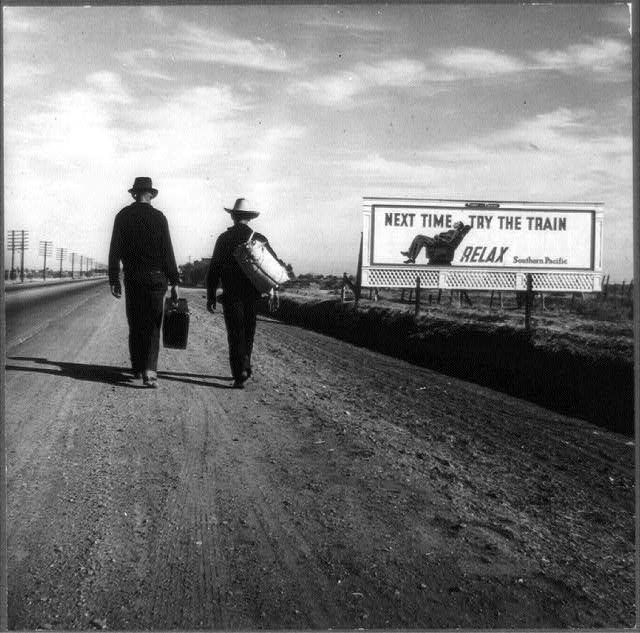 NEXT TIME TRY THE TRAIN
RELAX
Southern Pacific